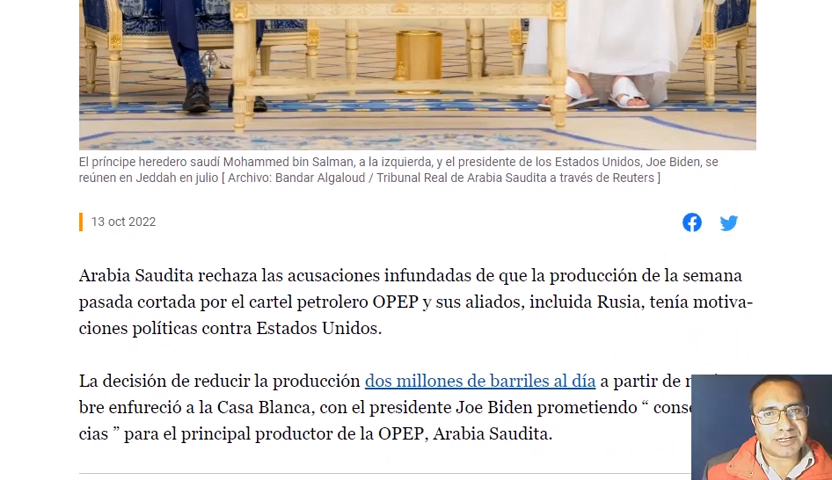 El príncipe heredero saudí Mohammed bin Salman, a la izquierda, y el presidente de los Estados Unidos, Joe Biden, se
reúnen en Jeddah en julio [ Archivo: Bandar Algaloud / Tribunal Real de Arabia Saudita a través de Reuters ]
13 oct 2022
Arabia Saudita rechaza las acusaciones infundadas de que la producción de la semana
pasada cortada por el cartel petrolero OPEP y sus aliados, incluida Rusia, tenía motiva-
ciones políticas contra Estados Unidos.
La decisión de reducir la producción dos millones de barriles al día a partir de
bre enfureció a la Casa Blanca, con el presidente Joe Biden prometiendo “
cias ” para el principal productor de la OPEP, Arabia Saudita.